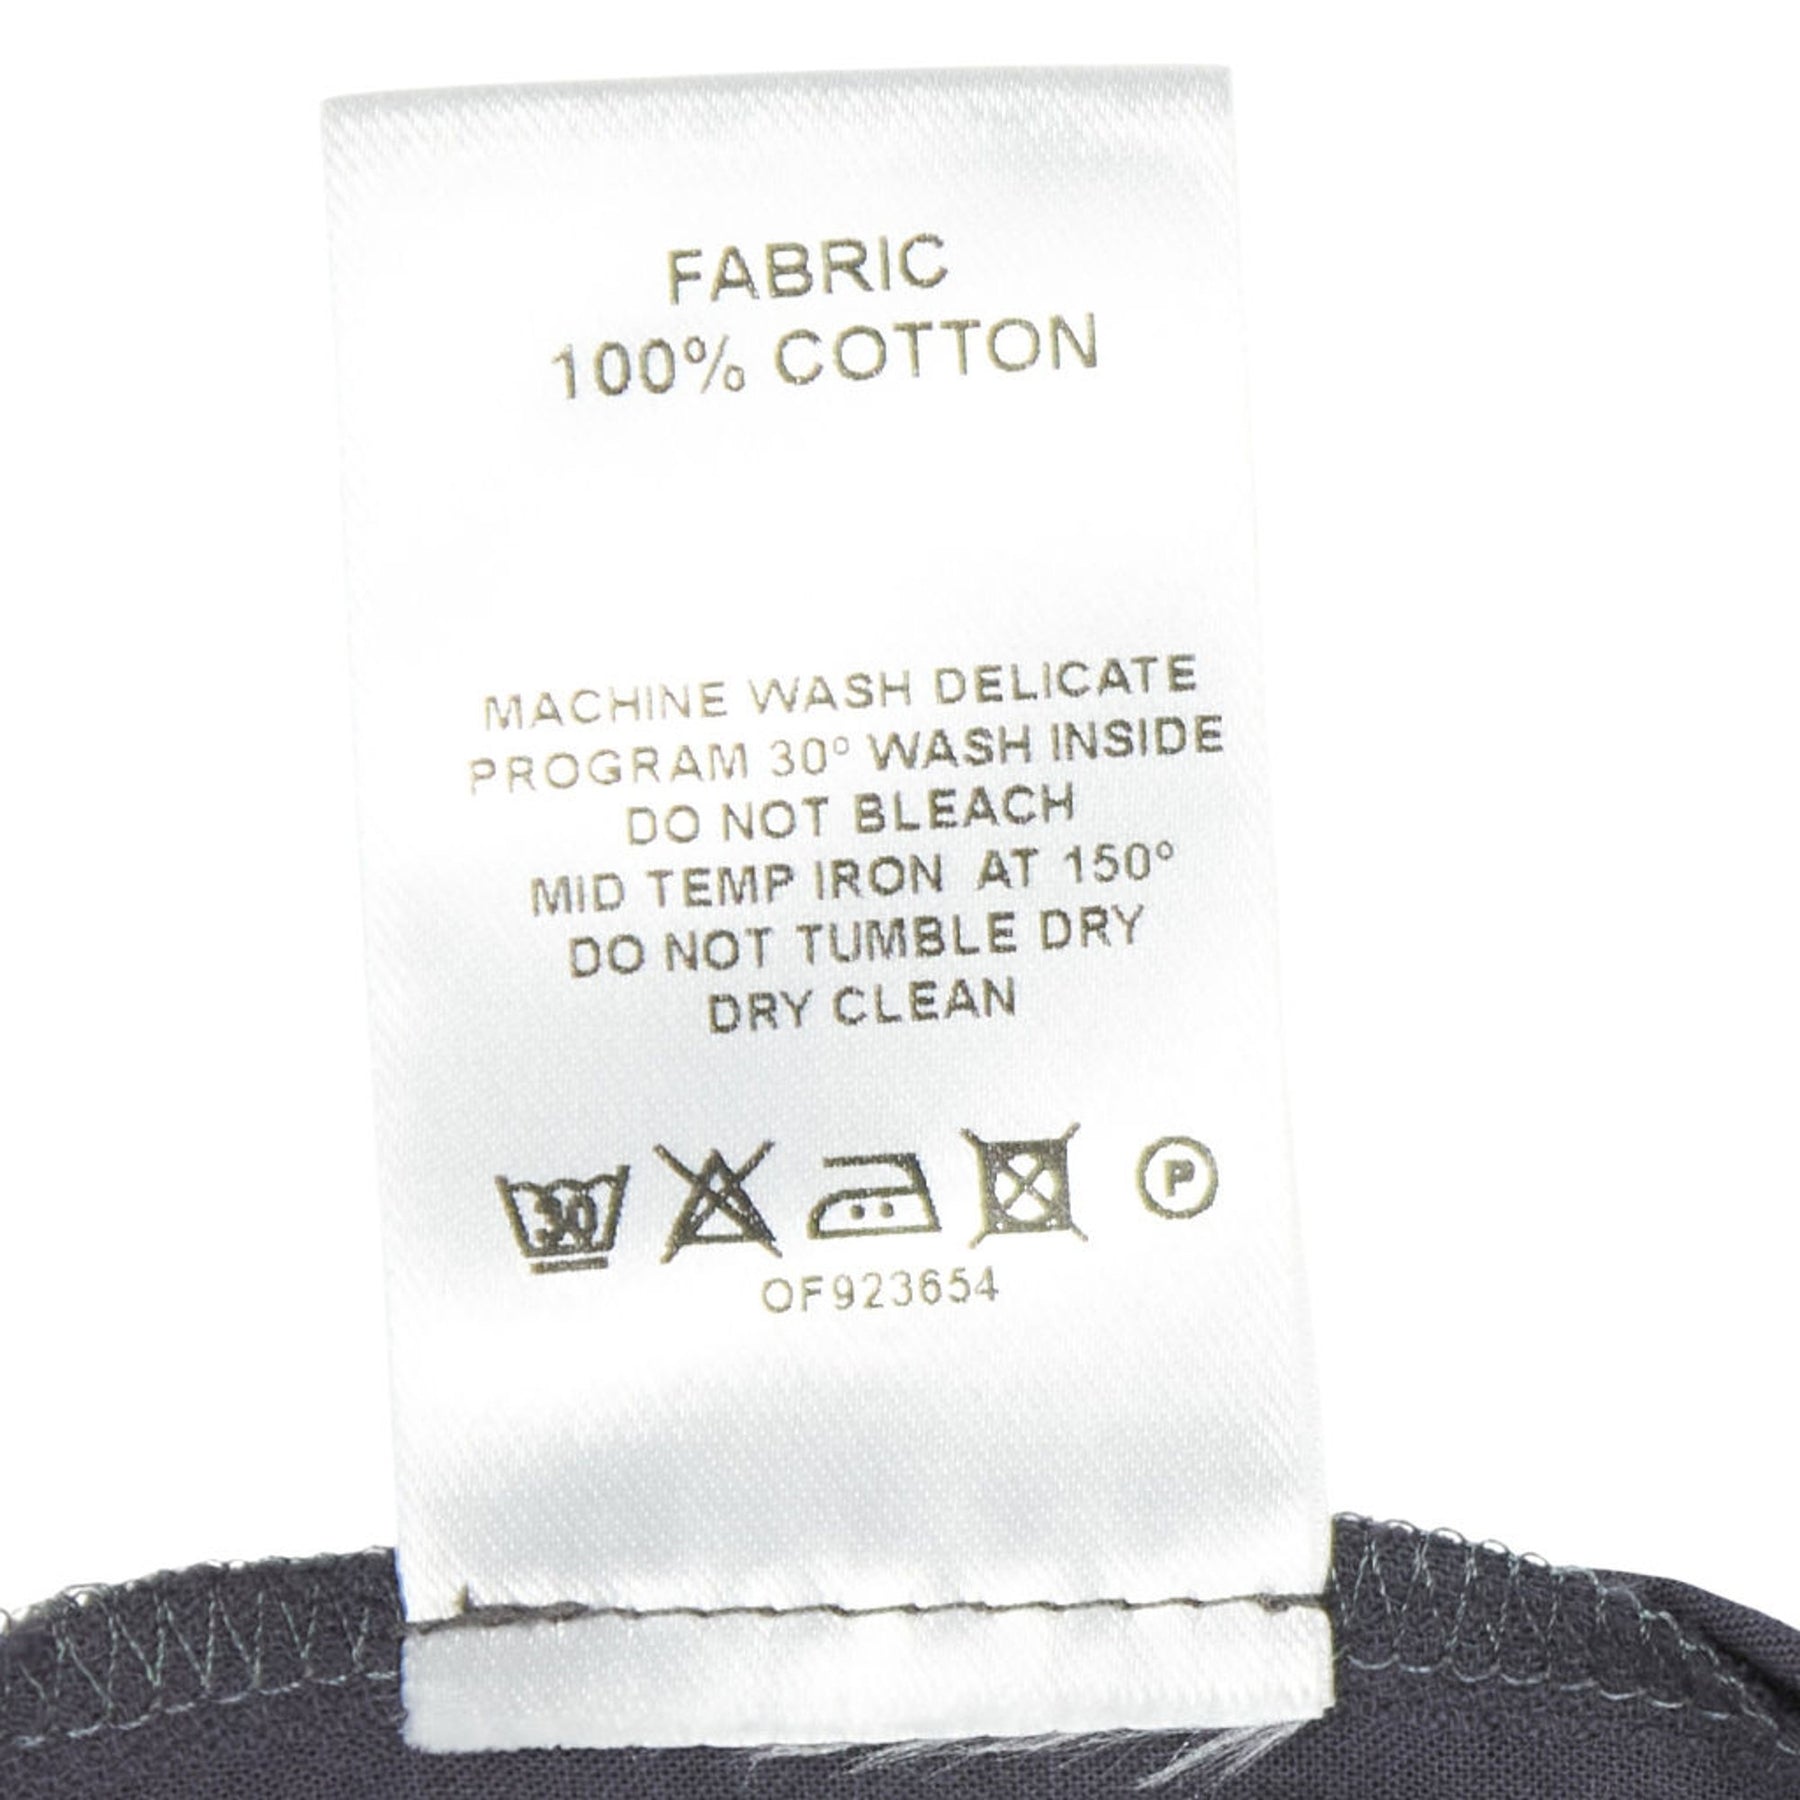 FABRIC
100% COTTON
MACHINE WASH DELICATE
PROGRAM 30° WASH INSIDE
DO NOT BLEACH
MID TEMP IRON AT 150°
DO NOT TUMBLE DRY
DRY CLEAN
30 P
OF923654